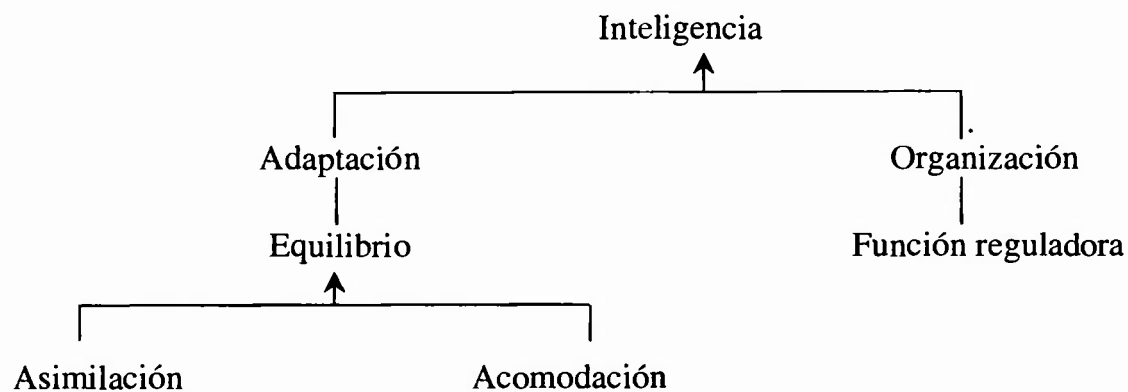 Inteligencia
Adaptación Organización
Equilibrio Función reguladora
Asimilación Acomodación